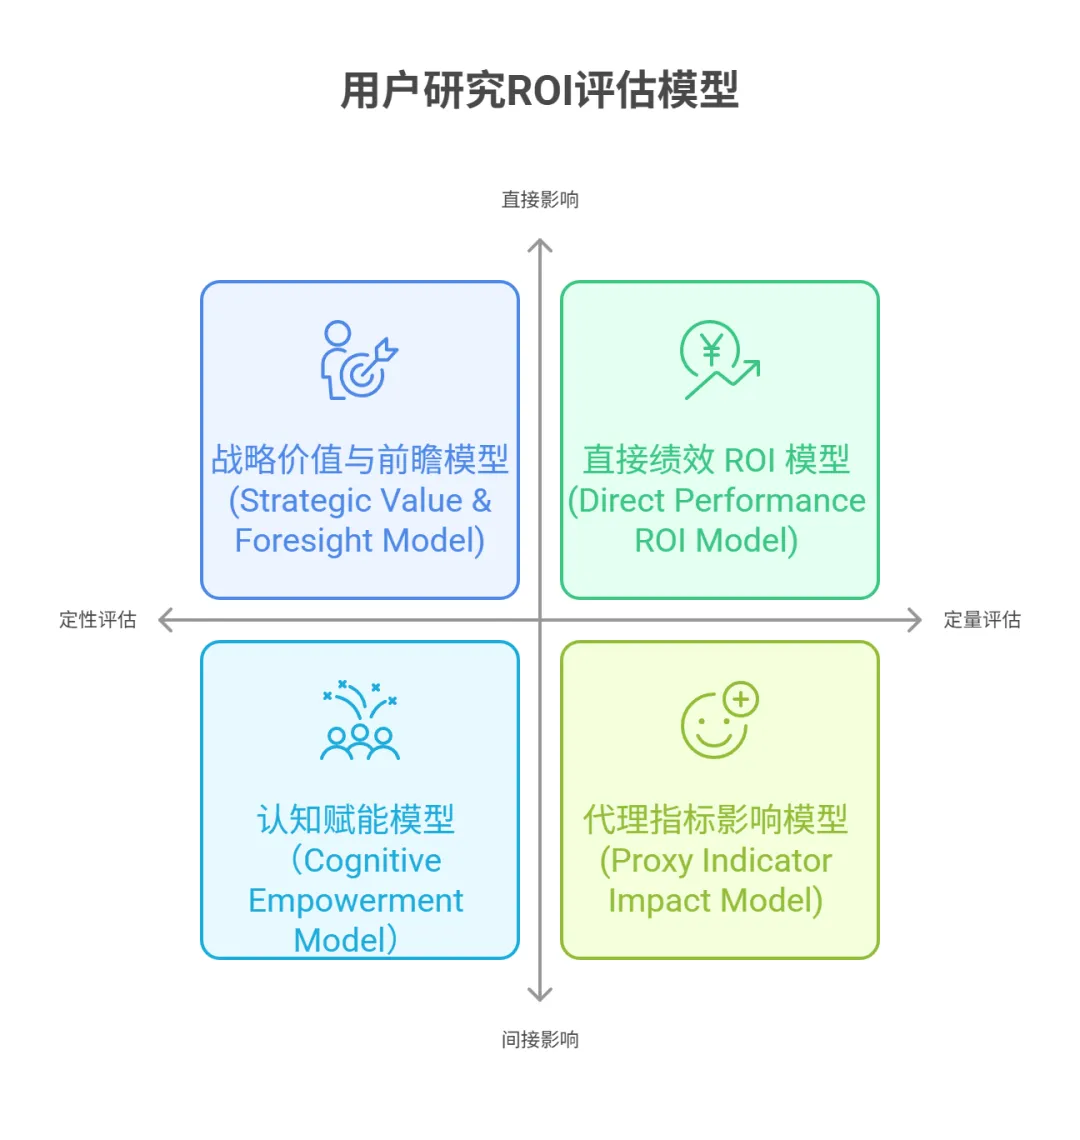 用户研究ROI评估模型
直接影响
战略价值与前瞻模型
(Strategic Value &
Foresight Model)
直接绩效 ROI 模型
(Direct Performance
ROI Model)
定性评估
定量评估
认知赋能模型
（Cognitive
Empowerment
Model）
代理指标影响模型
(Proxy Indicator
Impact Model)
间接影响